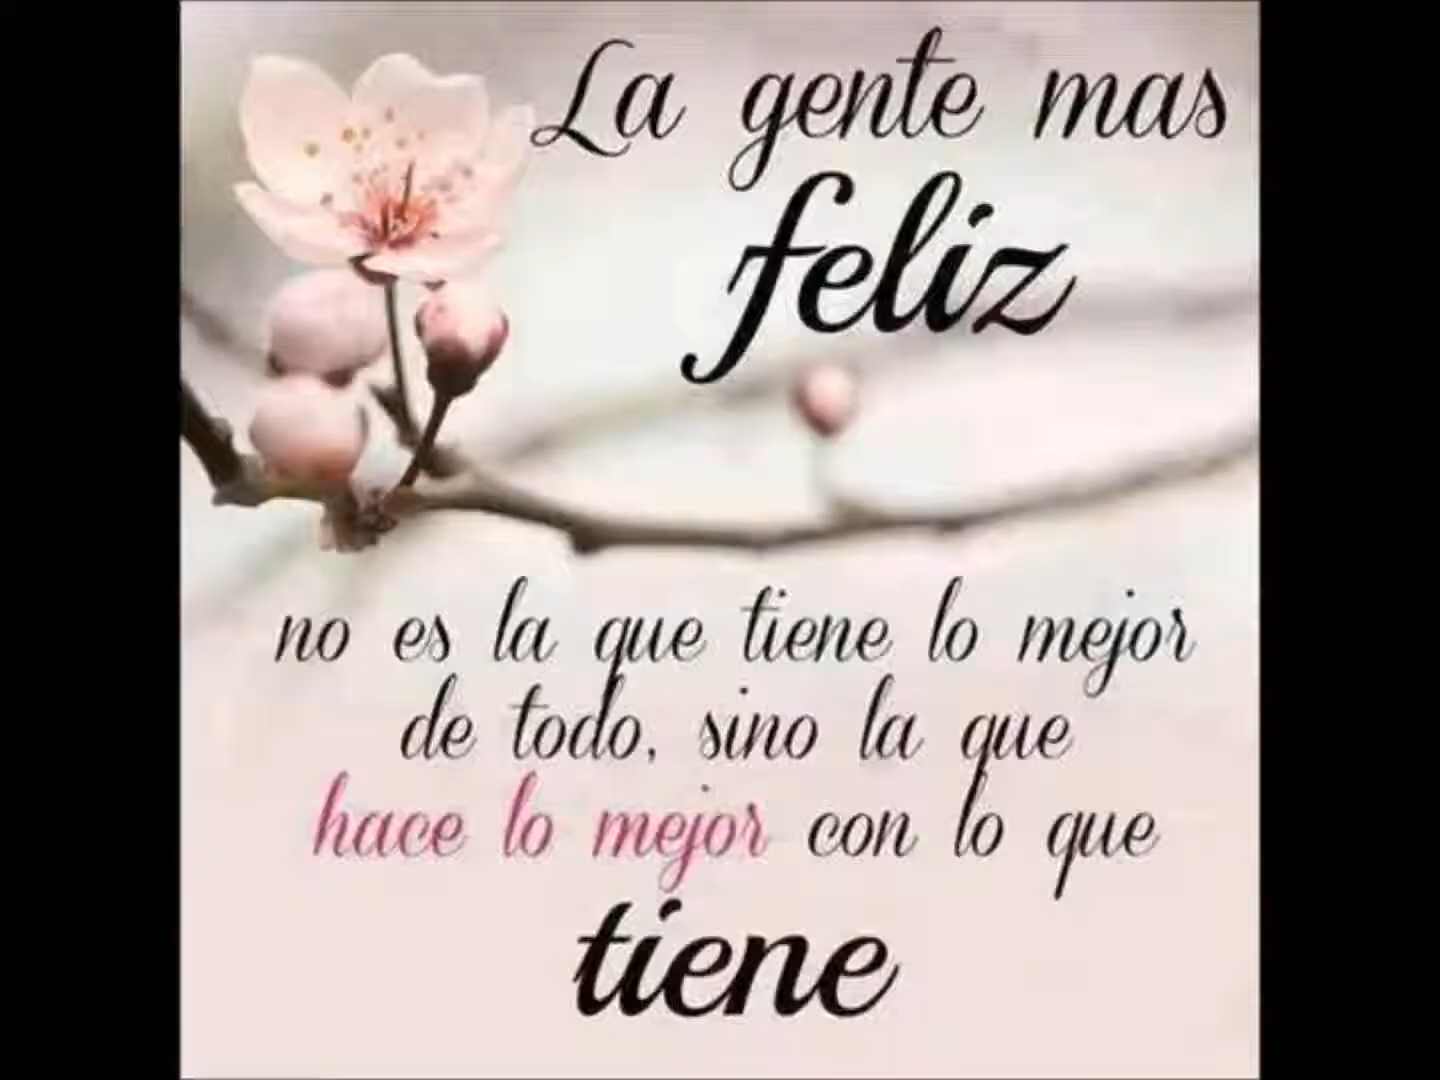 La gente mas
feliz
no es la que tiene lo mejor
de todo, sino la que
hace lo mejor con lo que
tiene